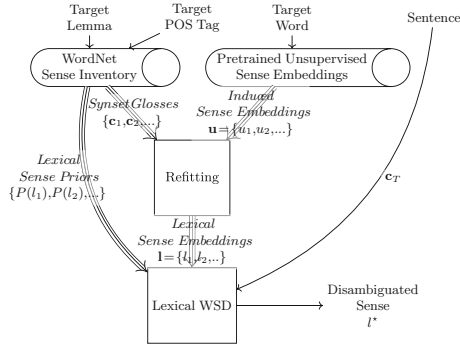 Target
Lemma
Target
POS Tag
Target
Word
Sentence
WordNet
Sense Inventory
Pretrained Unsupervised
Sense Embeddings
SynsetGlosses
{c₁,c₂,...}
Induced
Sense Embeddings
u={u₁,u₂,...}
Lexical
Sense Priors
{P(l₁),P(l₂),...}
Refitting
c_T
Lexical
Sense Embeddings
l={l₁,l₂,..}
Lexical WSD
Disambiguated
Sense
l⋆